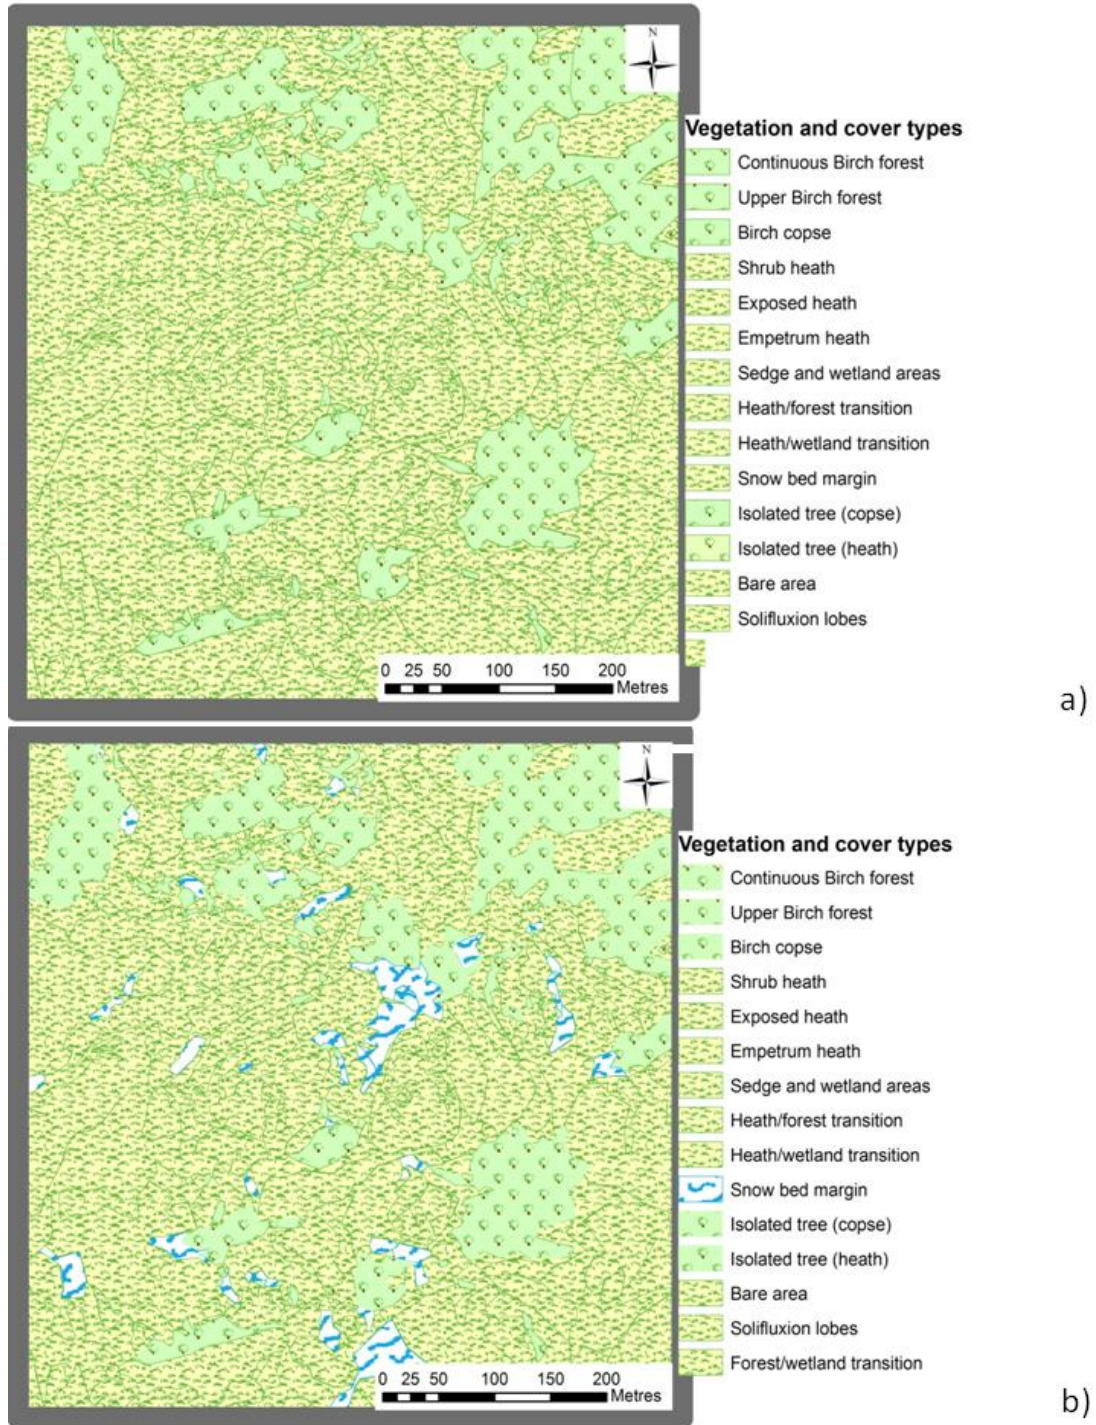 N
Vegetation and cover types
Continuous Birch forest
Upper Birch forest
Birch copse
Shrub heath
Exposed heath
Empetrum heath
Sedge and wetland areas
Heath/forest transition
Heath/wetland transition
Snow bed margin
Isolated tree (copse)
Isolated tree (heath)
Bare area
Solifluxion lobes
0 25 50 100 150 200
Metres
a)
N
Vegetation and cover types
Continuous Birch forest
Upper Birch forest
Birch copse
Shrub heath
Exposed heath
Empetrum heath
Sedge and wetland areas
Heath/forest transition
Heath/wetland transition
Snow bed margin
Isolated tree (copse)
Isolated tree (heath)
Bare area
Solifluxion lobes
Forest/wetland transition
0 25 50 100 150 200
Metres
b)